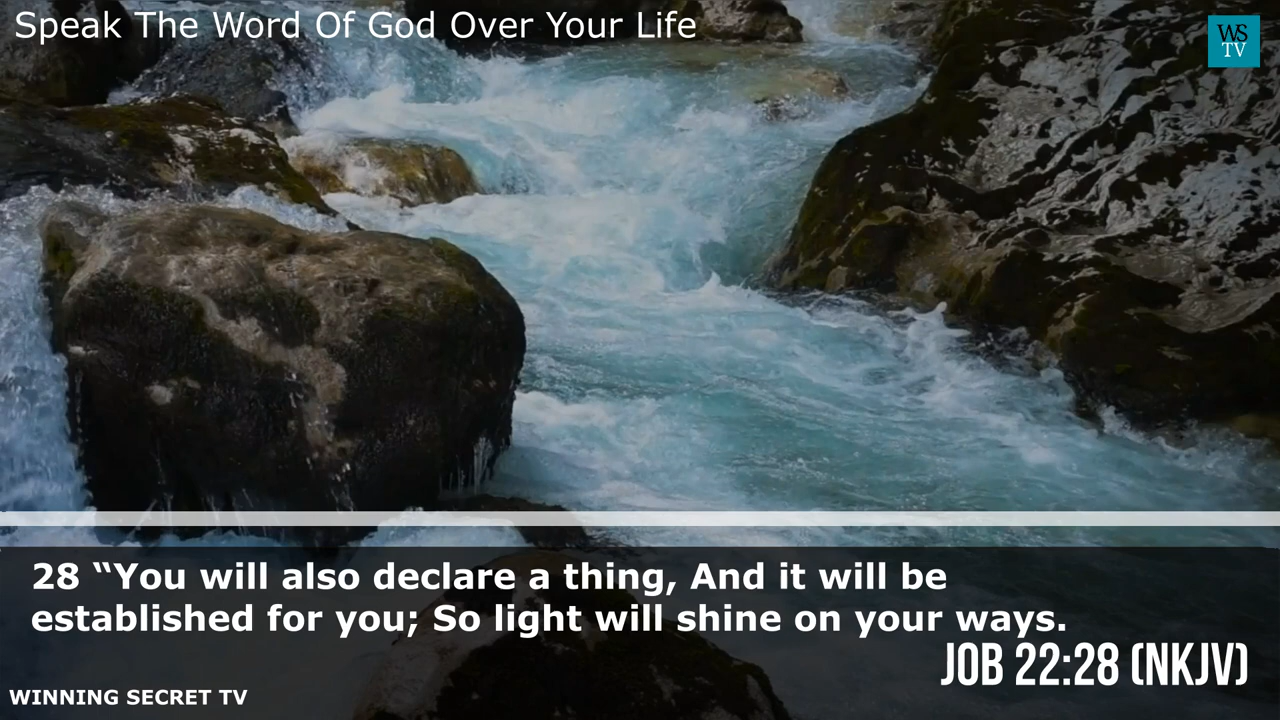 Speak The Word Of God Over Your Life
WS
TV
28 “You will also declare a thing, And it will be
established for you; So light will shine on your ways.
JOB 22:28 (NKJV)
WINNING SECRET TV